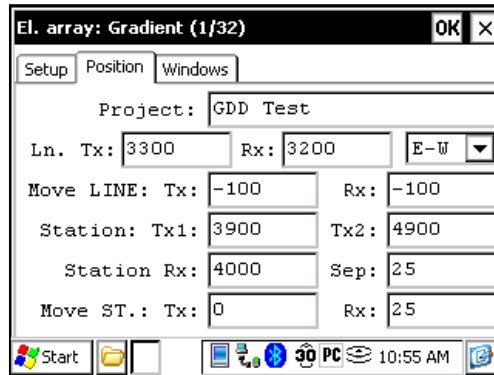 El. array: Gradient (1/32) OK ×
Setup Position Windows
Project: GDD Test
Ln. Tx: 3300 Rx: 3200 E-W
Move LINE: Tx: -100 Rx: -100
Station: Tx1: 3900 Tx2: 4900
Station Rx: 4000 Sep: 25
Move ST.: Tx: 0 Rx: 25
Start PC 10:55 AM